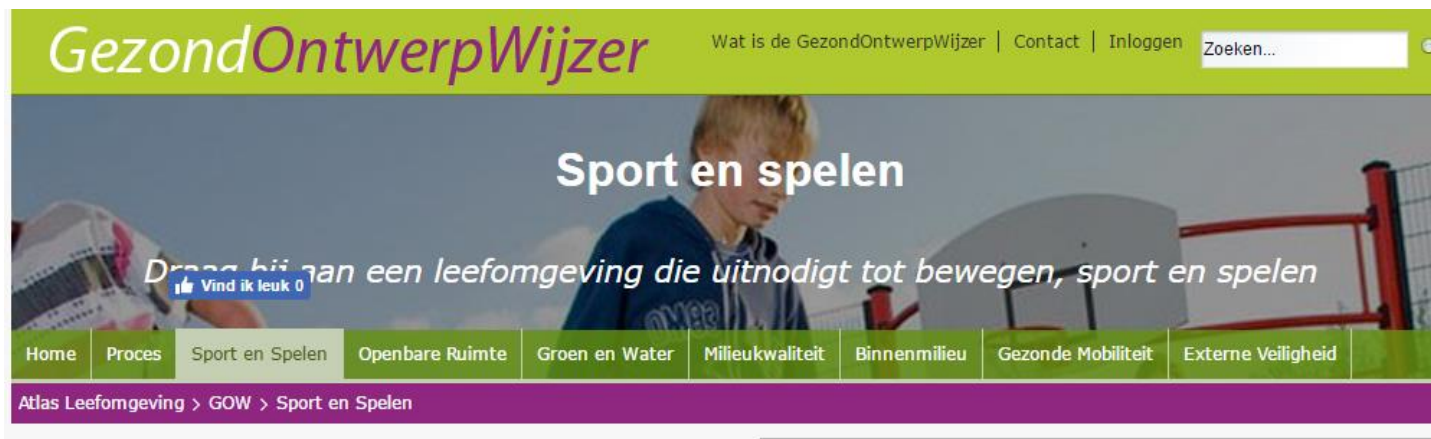 GezondOntwerpWijzer
Wat is de GezondOntwerpWijzer | Contact | Inloggen
Zoeken...
Sport en spelen
Draag bij aan een leefomgeving die uitnodigt tot bewegen, sport en spelen
Vind ik leuk 0
Home Proces Sport en Spelen Openbare Ruimte Groen en Water Milieukwaliteit Binnenmilieu Gezonde Mobiliteit Externe Veiligheid
Atlas Leefomgeving > GOW > Sport en Spelen